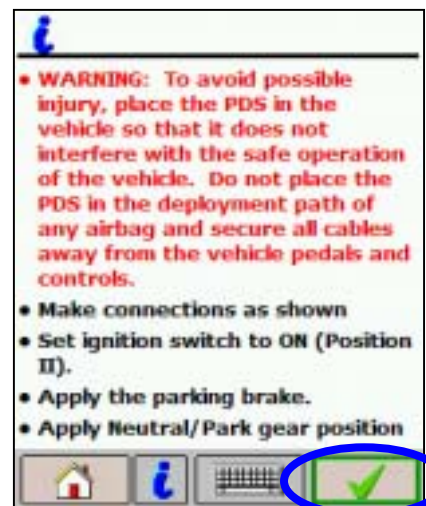 i
• WARNING: To avoid possible
injury, place the PDS in the
vehicle so that it does not
interfere with the safe operation
of the vehicle. Do not place the
PDS in the deployment path of
any airbag and secure all cables
away from the vehicle pedals and
controls.
• Make connections as shown
• Set ignition switch to ON (Position
II).
• Apply the parking brake.
• Apply Neutral/Park gear position
i